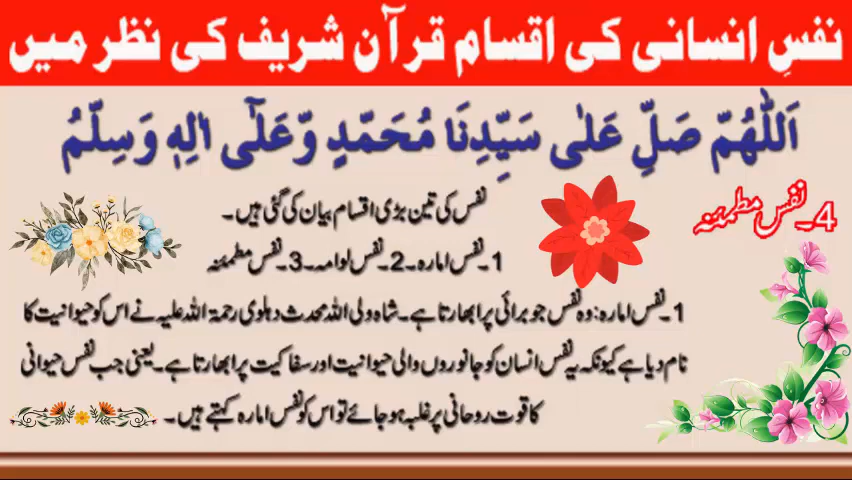 نفسِ انسانی کی اقسام قرآن شریف کی نظر میں
اَللّٰهُمَّ صَلِّ عَلٰى سَيِّدِنَا مُحَمَّدٍ وَّعَلٰٓى اٰلِهٖ وَسِلِّمُ
4۔نفس مطمئنہ
نفس کی تین بڑی اقسام بیان کی گئی ہیں۔
1۔نفس امارہ۔2۔نفس لوامہ۔3۔نفس مطمئنہ
1۔نفس امارہ: وہ نفس جو برائی پر ابھارتا ہے۔شاہ ولی اللہ محدث دہلوی رحمۃ اللہ علیہ نے اس کو حیوانیت کا
نام دیا ہے کیونکہ یہ نفس انسان کو جانوروں والی حیوانیت اور سفاکیت پر ابھارتا ہے۔یعنی جب نفس حیوانی
کا قوت روحانی پر غلبہ ہو جائے تو اس کو نفس امارہ کہتے ہیں۔